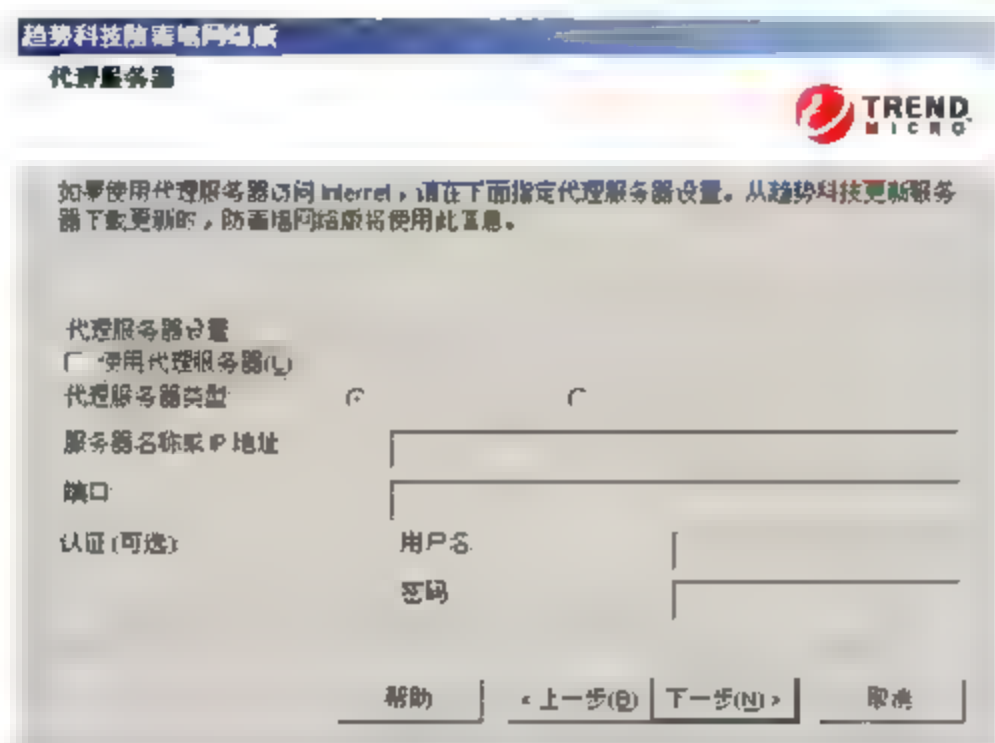 趋势科技防毒墙网络版
代理服务器
TREND
MICRO
如果使用代理服务器访问 Internet，请在下面指定代理服务器设置。从趋势科技更新服务
器下载更新时，防毒墙网络版将使用此信息。
代理服务器设置
使用代理服务器(U)
代理服务器类型
服务器名称或 IP 地址
端口
认证(可选)
用户名
密码
帮助
< 上一步(B)
下一步(N) >
取消